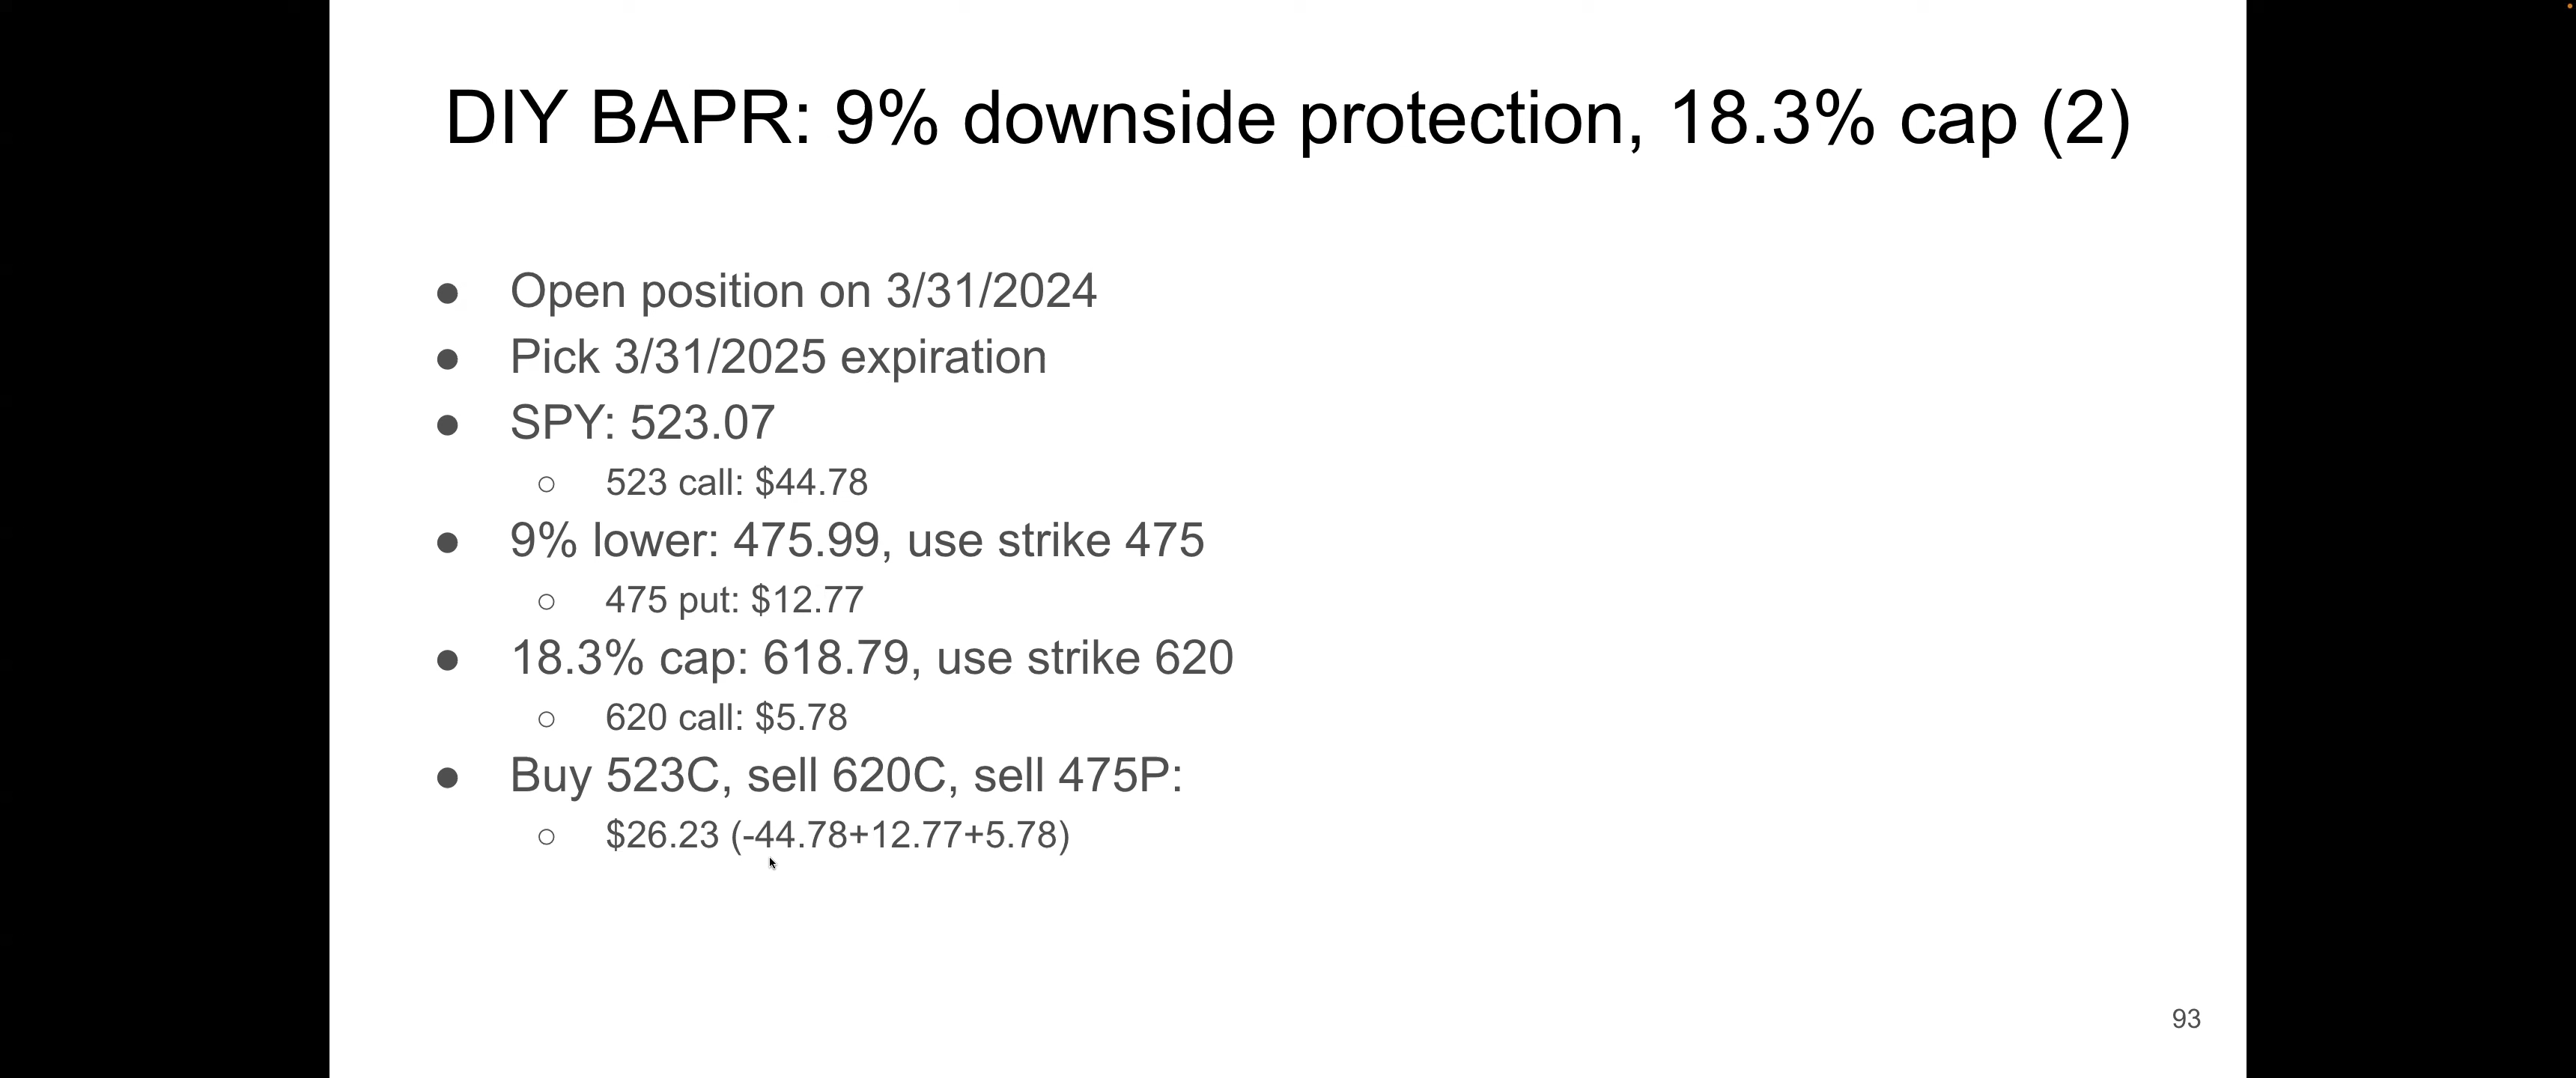 DIY BAPR: 9% downside protection, 18.3% cap (2)
● Open position on 3/31/2024
● Pick 3/31/2025 expiration
● SPY: 523.07
○ 523 call: $44.78
● 9% lower: 475.99, use strike 475
○ 475 put: $12.77
● 18.3% cap: 618.79, use strike 620
○ 620 call: $5.78
● Buy 523C, sell 620C, sell 475P:
○ $26.23 (-44.78+12.77+5.78)
93